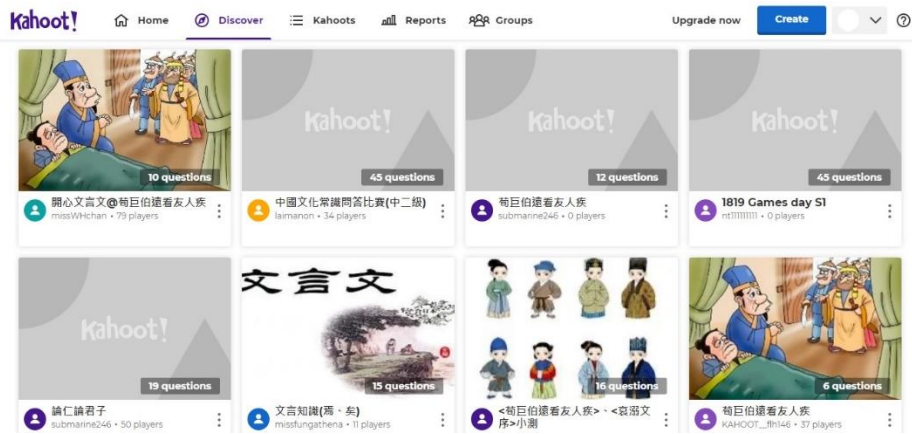 Kahoot! Home Discover Kahoots Reports Groups Upgrade now Create
10 questions
Kahoot!
45 questions
Kahoot!
12 questions
Kahoot!
45 questions
開心文言文@荀巨伯遠看友人疾
missWHchan • 79 players
中國文化常識問答比賽(中二級)
laimanon • 34 players
荀巨伯遠看友人疾
submarine246 • 0 players
1819 Games day S1
nt111111111 • 0 players
Kahoot!
19 questions
文言文
15 questions
16 questions
6 questions
論仁論君子
submarine246 • 50 players
文言知識(焉、矣)
missfungathena • 11 players
<荀巨伯遠看友人疾>、<哀溺文
序>小測
荀巨伯遠看友人疾
KAHOOT_flh146 • 37 players